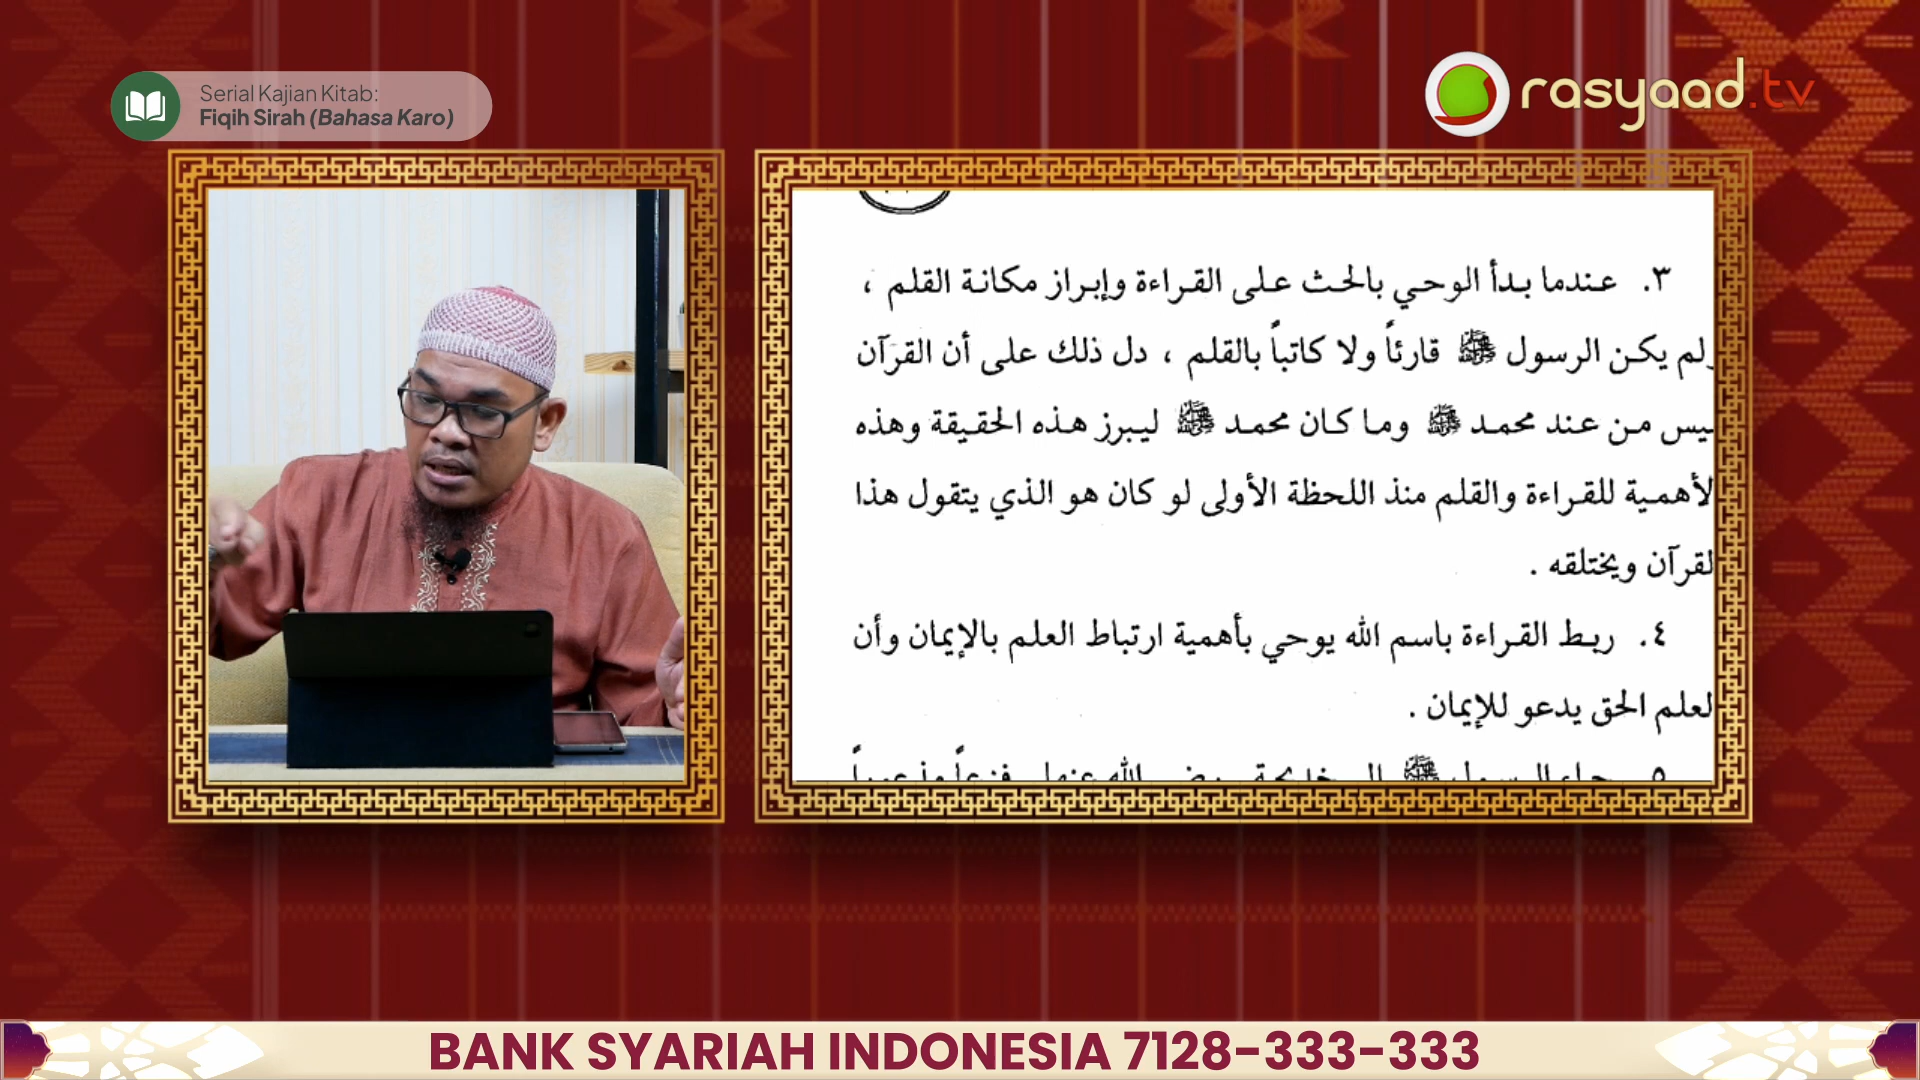 Serial Kajian Kitab:
Fiqih Sirah (Bahasa Karo)
rasyaad.tv
٣. عندما بدأ الوحي بالحث على القراءة وإبراز مكانة القلم ،
ولم يكن الرسول ﷺ قارئاً ولا كاتباً بالقلم ، دل ذلك على أن القرآن
ليس من عند محمد ﷺ وما كان محمد ﷺ ليبرز هذه الحقيقة وهذه
الأهمية للقراءة والقلم منذ اللحظة الأولى لو كان هو الذي يتقول هذا
القرآن ويختلقه .
٤. ربط القراءة باسم الله يوحي بأهمية ارتباط العلم بالإيمان وأن
العلم الحق يدعو للإيمان .
BANK SYARIAH INDONESIA 7128-333-333